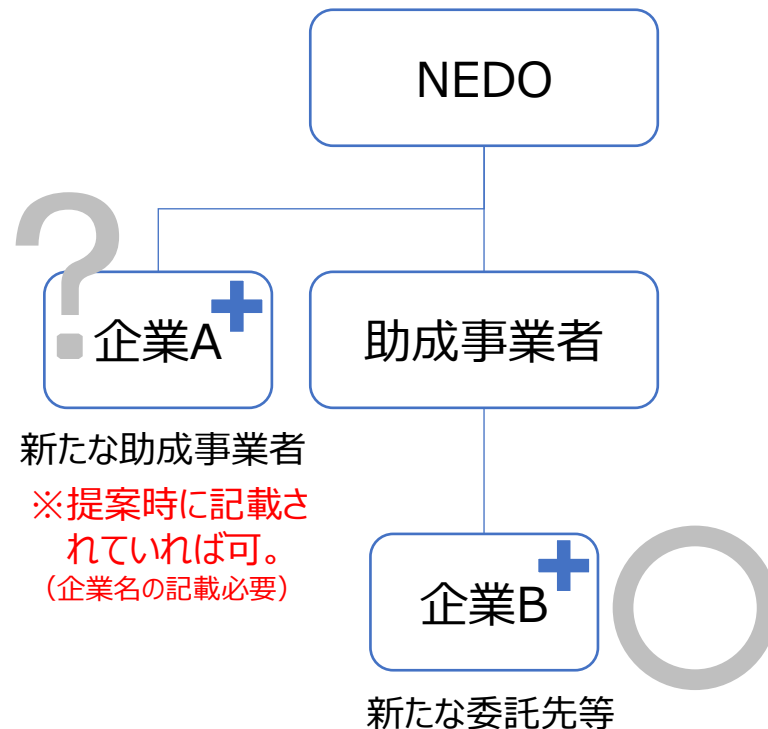 NEDO
?
企業A
助成事業者
新たな助成事業者
※提案時に記載さ
れていれば可。
（企業名の記載必要）
企業B
新たな委託先等